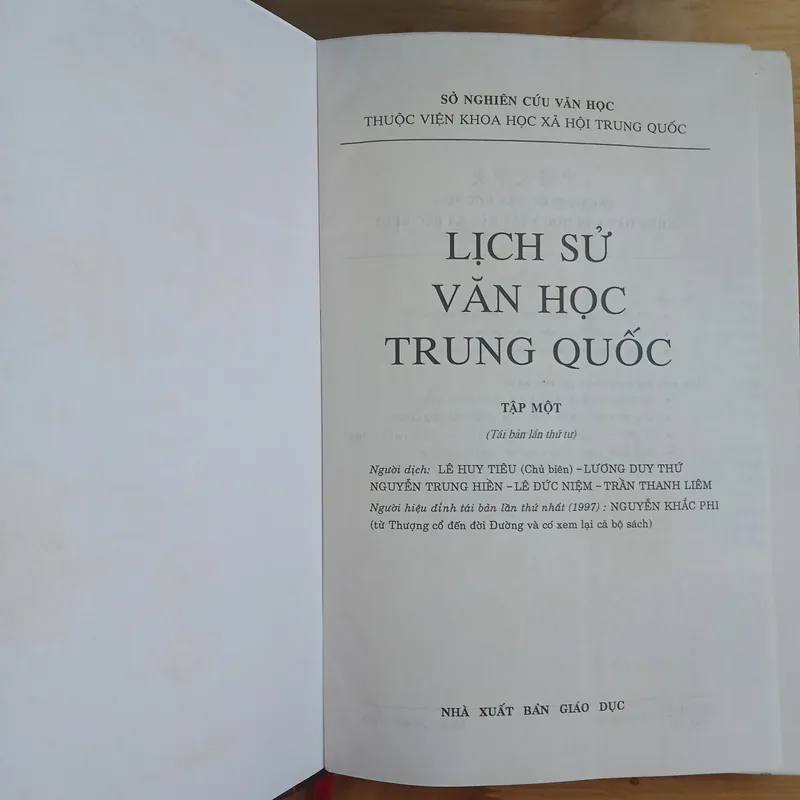 SỞ NGHIÊN CỨU VĂN HỌC
THUỘC VIỆN KHOA HỌC XÃ HỘI TRUNG QUỐC
LỊCH SỬ
VĂN HỌC
TRUNG QUỐC
TẬP MỘT
(Tái bản lần thứ tư)
Người dịch: LÊ HUY TIÊU (Chủ biên) – LƯƠNG DUY THỨ
NGUYỄN TRUNG HIỀN – LÊ ĐỨC NIỆM – TRẦN THANH LIÊM
Người hiệu đính tái bản lần thứ nhất (1997) : NGUYỄN KHẮC PHI
(từ Thượng cổ đến đời Đường và có xem lại cả bộ sách)
NHÀ XUẤT BẢN GIÁO DỤC